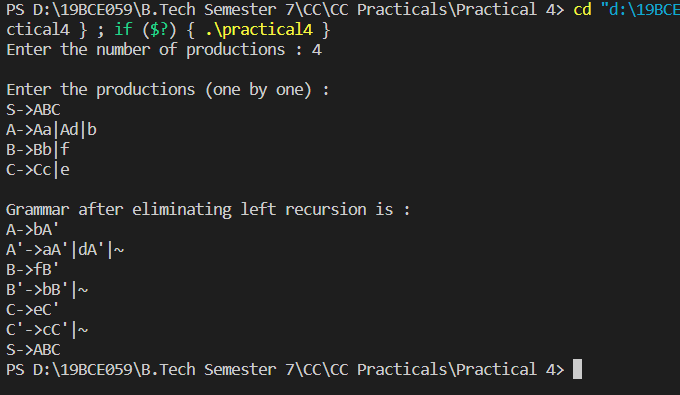 PS D:\19BCE059\B.Tech Semester 7\CC\CC Practicals\Practical 4> cd "d:\19BCE
ctical4 } ; if ($?) { .\practical4 }
Enter the number of productions : 4
Enter the productions (one by one) :
S->ABC
A->Aa|Ad|b
B->Bb|f
C->Cc|e
Grammar after eliminating left recursion is :
A->bA'
A'->aA'|dA'|~
B->fB'
B'->bB'|~
C->eC'
C'->cC'|~
S->ABC
PS D:\19BCE059\B.Tech Semester 7\CC\CC Practicals\Practical 4>